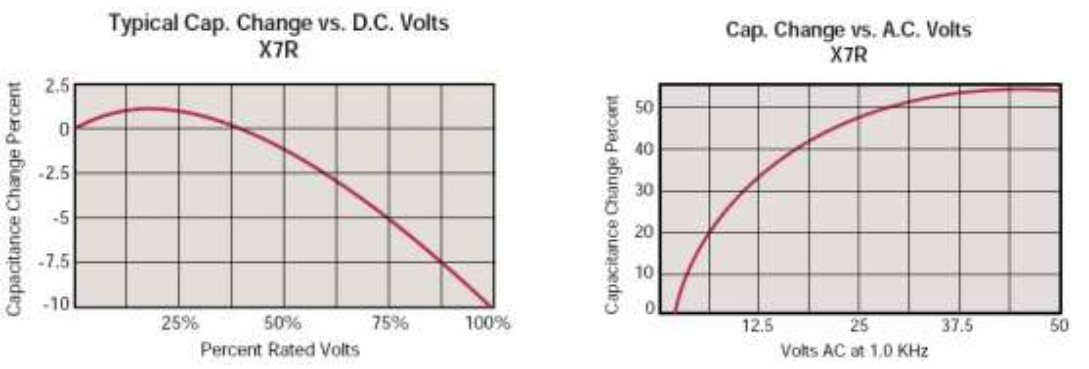 Typical Cap. Change vs. D.C. Volts
X7R
Capacitance Change Percent
2.5
0
-2.5
-5
-7.5
-10
25% 50% 75% 100%
Percent Rated Volts
Cap. Change vs. A.C. Volts
X7R
Capacitance Change Percent
50
40
30
20
10
0
12.5 25 37.5 50
Volts AC at 1.0 KHz